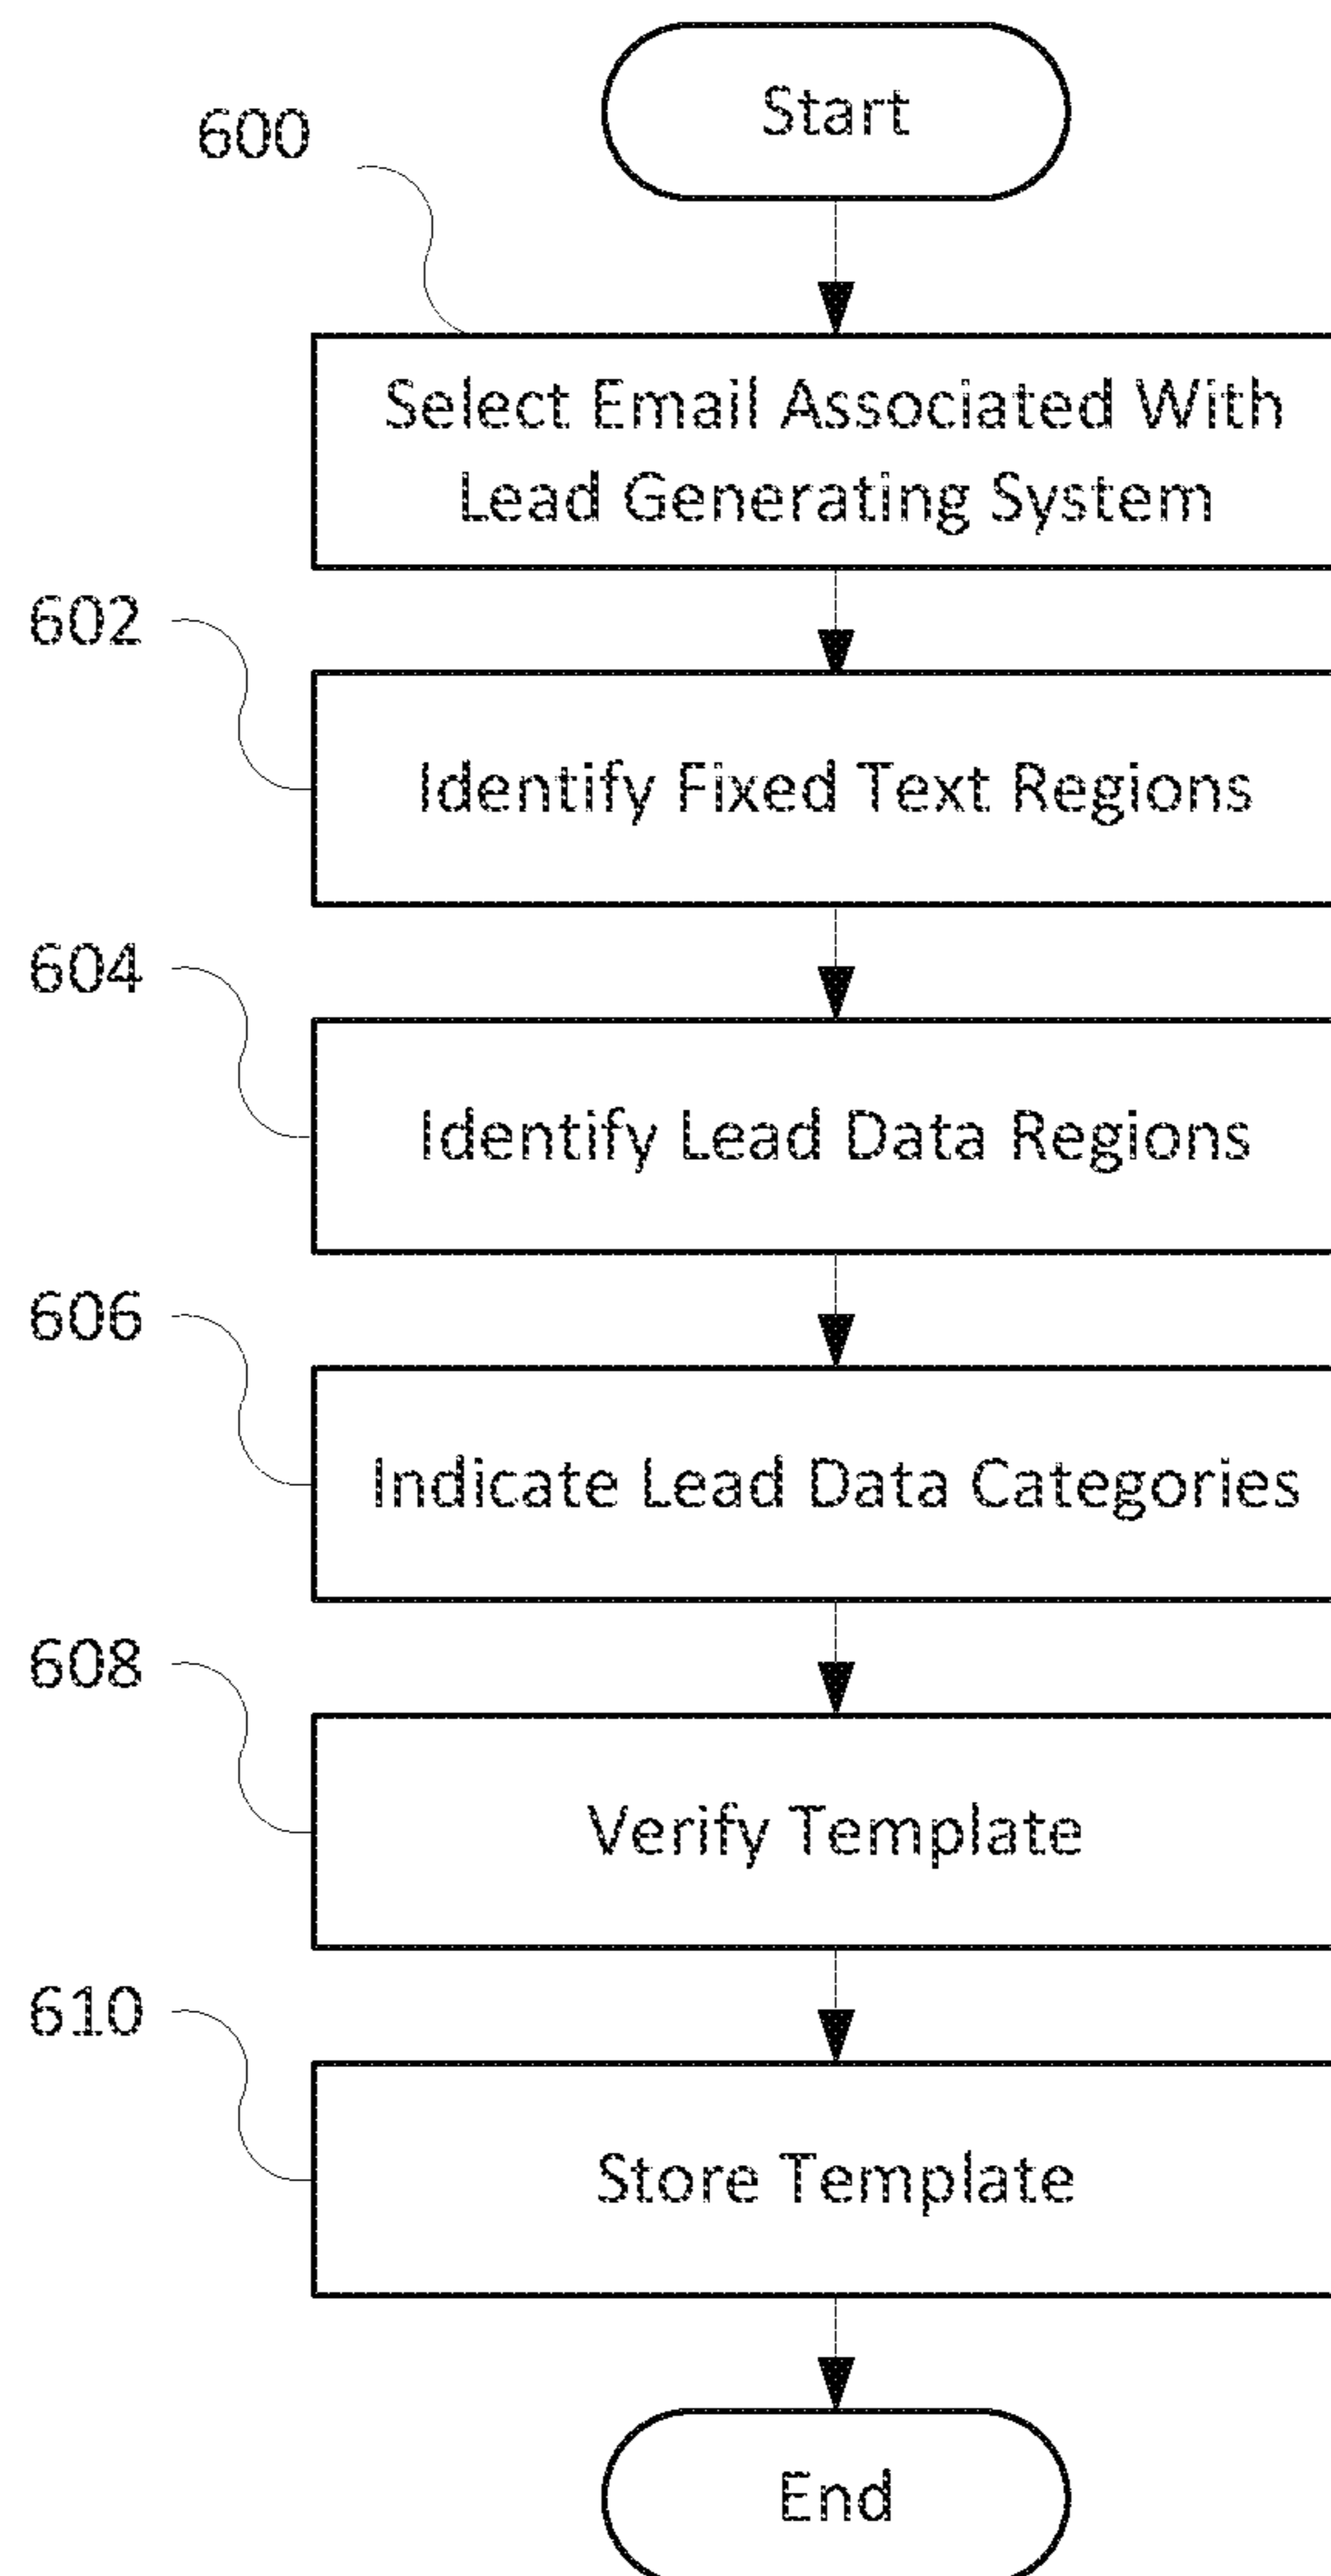 Start
600
Select Email Associated With
Lead Generating System
602
Identify Fixed Text Regions
604
Identify Lead Data Regions
606
Indicate Lead Data Categories
608
Verify Template
610
Store Template
End